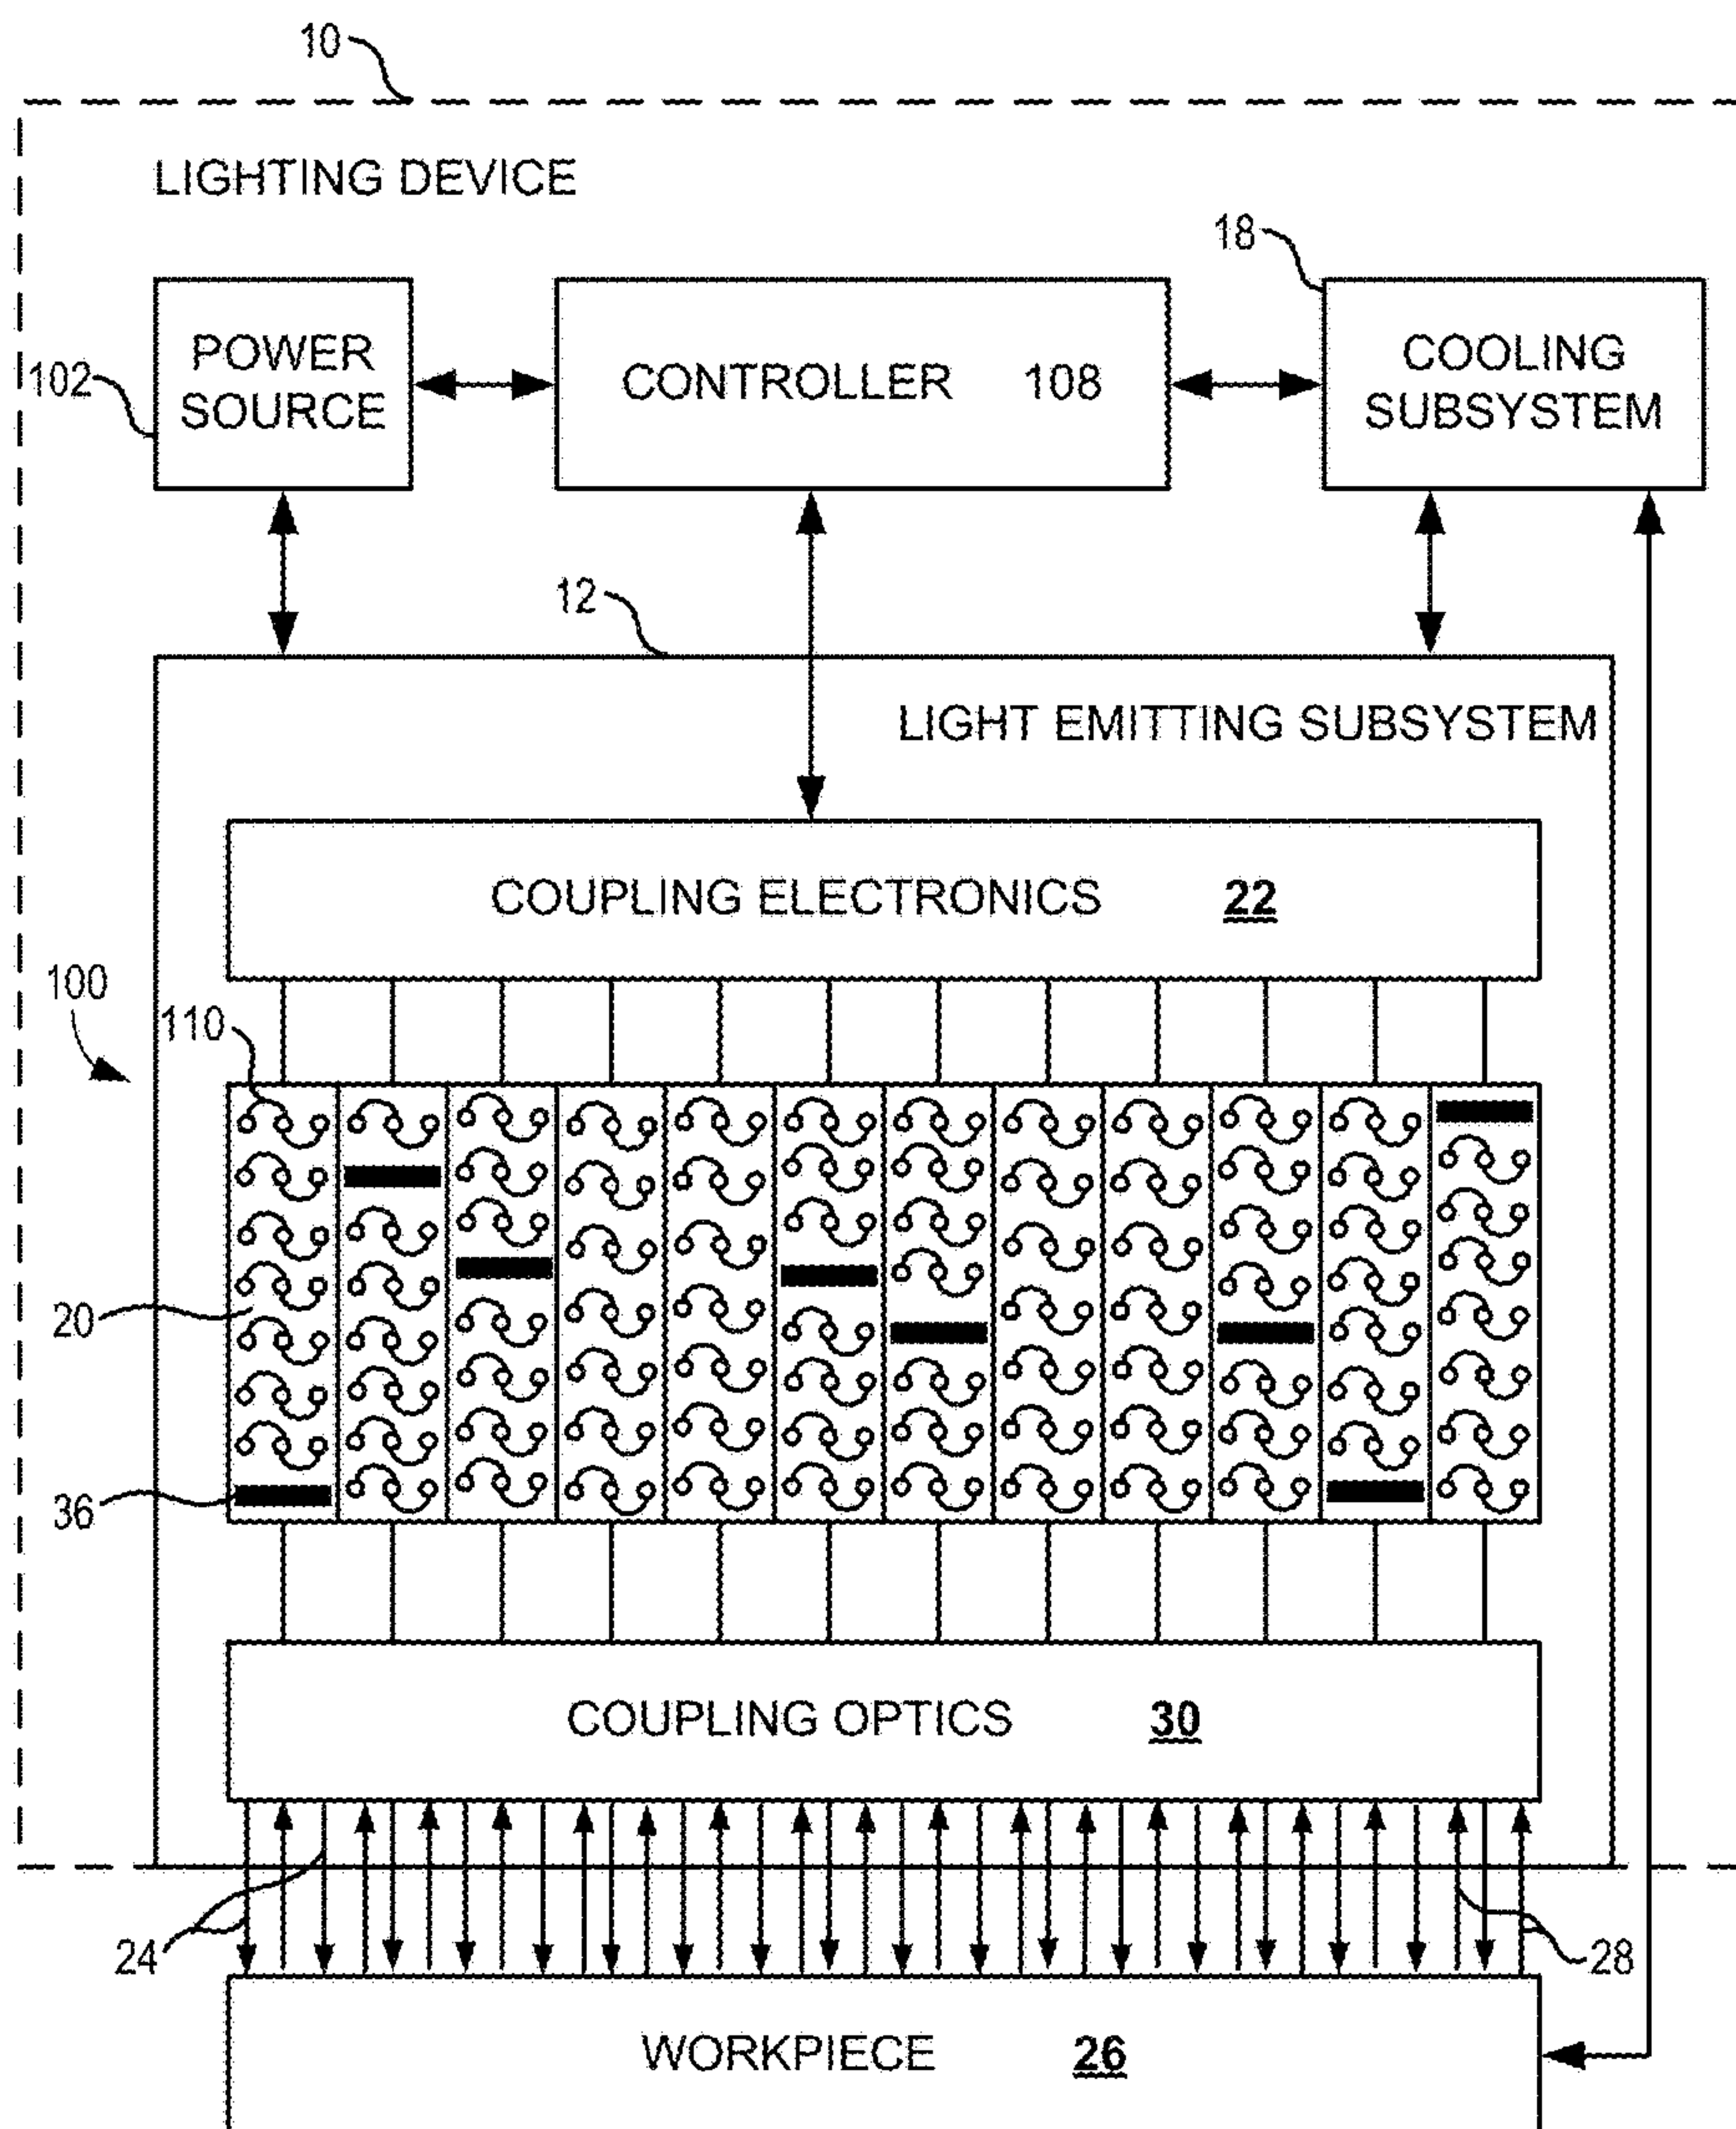 10
LIGHTING DEVICE
18
102
POWER
SOURCE
CONTROLLER 108
COOLING
SUBSYSTEM
12
LIGHT EMITTING SUBSYSTEM
COUPLING ELECTRONICS 22
100
110
20
36
COUPLING OPTICS 30
24
28
WORKPIECE 26